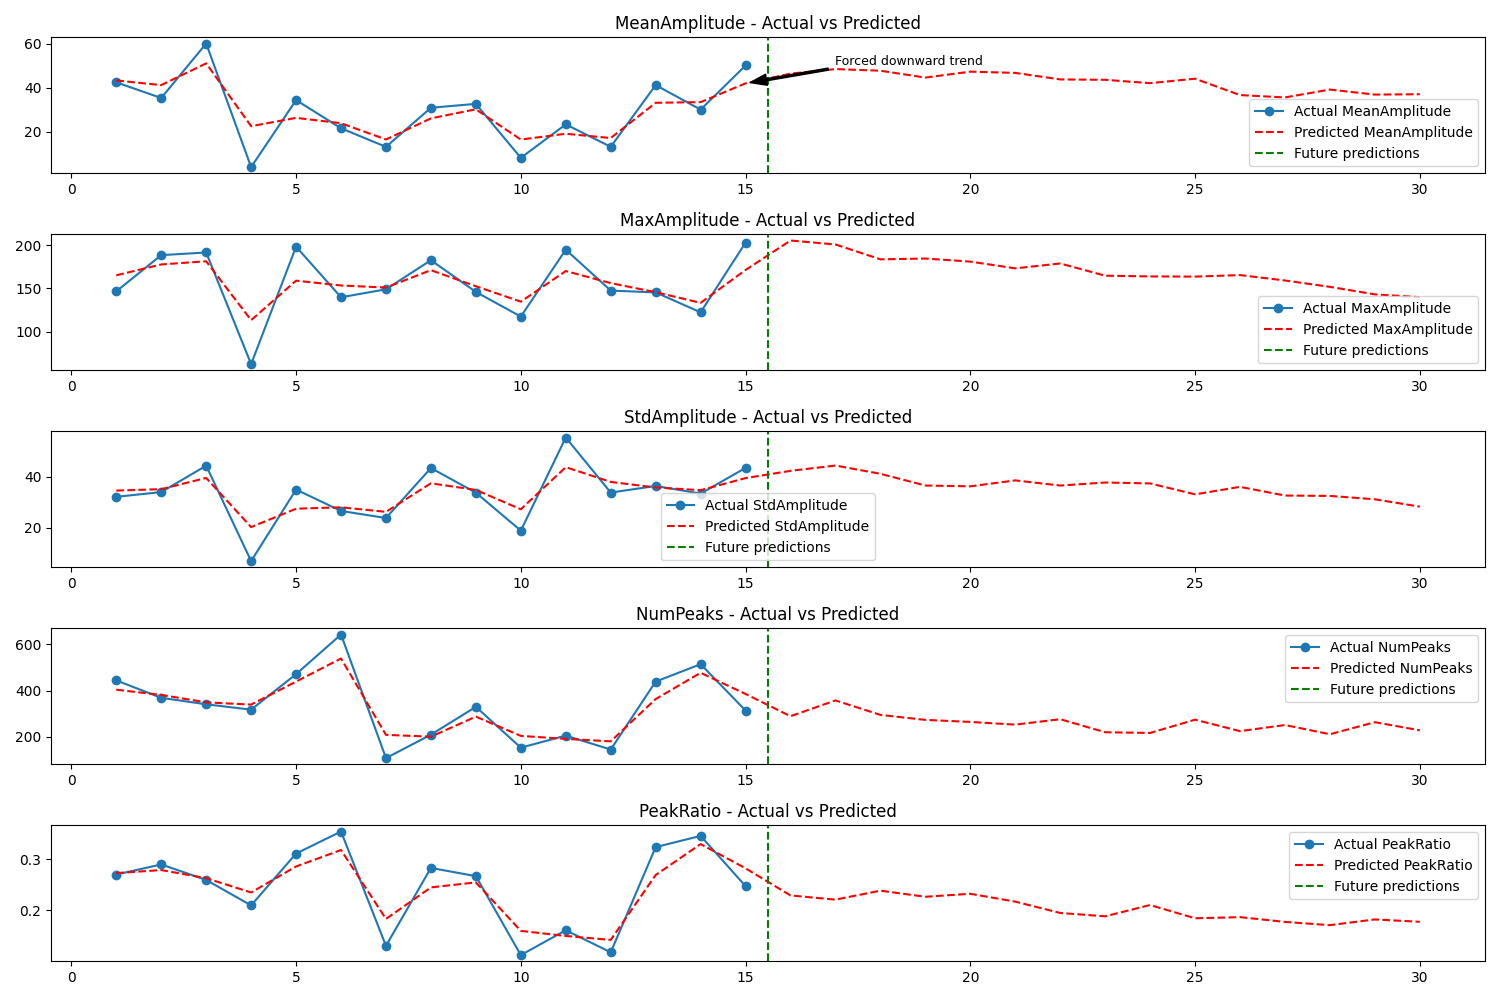 MeanAmplitude - Actual vs Predicted
60
40
20
Forced downward trend
Actual MeanAmplitude
Predicted MeanAmplitude
Future predictions
0 5 10 15 20 25 30
MaxAmplitude - Actual vs Predicted
200
150
100
Actual MaxAmplitude
Predicted MaxAmplitude
Future predictions
0 5 10 15 20 25 30
StdAmplitude - Actual vs Predicted
40
20
Actual StdAmplitude
Predicted StdAmplitude
Future predictions
0 5 10 15 20 25 30
NumPeaks - Actual vs Predicted
600
400
200
Actual NumPeaks
Predicted NumPeaks
Future predictions
0 5 10 15 20 25 30
PeakRatio - Actual vs Predicted
0.3
0.2
Actual PeakRatio
Predicted PeakRatio
Future predictions
0 5 10 15 20 25 30